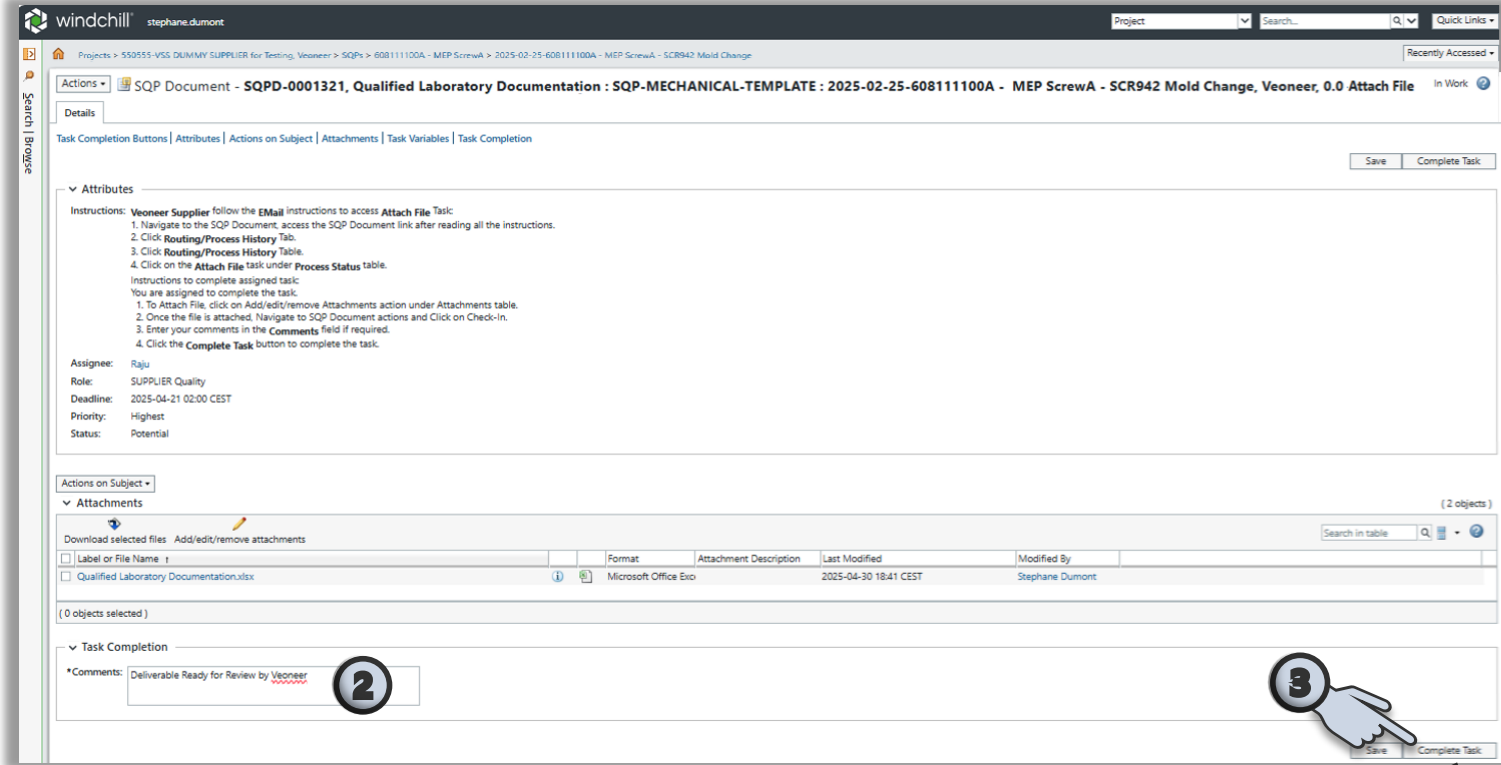 windchill® stephane.dumont Project Search... Quick Links
Projects > 550555-VSS DUMMY SUPPLIER for Testing, Veoneer > SQPs > 608111100A - MEP ScrewA > 2025-02-25-608111100A - MEP ScrewA - SCR942 Mold Change Recently Accessed
Search | Browse
Actions SQP Document - SQPD-0001321, Qualified Laboratory Documentation : SQP-MECHANICAL-TEMPLATE : 2025-02-25-608111100A - MEP ScrewA - SCR942 Mold Change, Veoneer, 0.0 Attach File In Work
Details
Task Completion Buttons | Attributes | Actions on Subject | Attachments | Task Variables | Task Completion
Save Complete Task
Attributes
Instructions: Veoneer Supplier follow the EMail instructions to access Attach File Task:
1. Navigate to the SQP Document, access the SQP Document link after reading all the instructions.
2. Click Routing/Process History Tab.
3. Click Routing/Process History Table.
4. Click on the Attach File task under Process Status table.
Instructions to complete assigned task:
You are assigned to complete the task.
1. To Attach File, click on Add/edit/remove Attachments action under Attachments table.
2. Once the file is attached, Navigate to SQP Document actions and Click on Check-In.
3. Enter your comments in the Comments field if required.
4. Click the Complete Task button to complete the task.
Assignee: Raju
Role: SUPPLIER Quality
Deadline: 2025-04-21 02:00 CEST
Priority: Highest
Status: Potential
Actions on Subject
Attachments ( 2 objects )
Download selected files Add/edit/remove attachments Search in table
Label or File Name ↑ Format Attachment Description Last Modified Modified By
Qualified Laboratory Documentation.xlsx Microsoft Office Exc 2025-04-30 18:41 CEST Stephane Dumont
( 0 objects selected )
Task Completion
*Comments: Deliverable Ready for Review by Veoneer
2
3
Save Complete Task